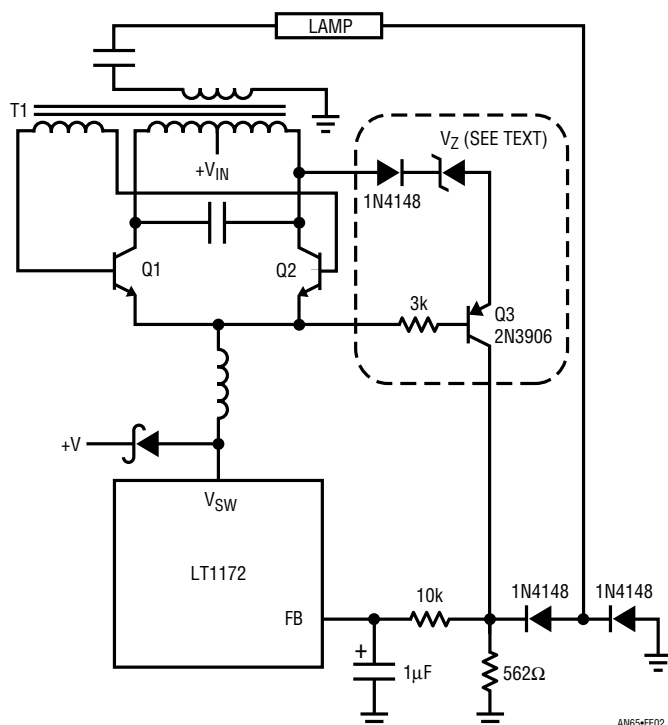 LAMP
T1
+VIN
VZ (SEE TEXT)
1N4148
Q1
Q2
3k
Q3
2N3906
+V
VSW
LT1172
FB
10k
1N4148
1N4148
+
1µF
562Ω
AN65•FE02